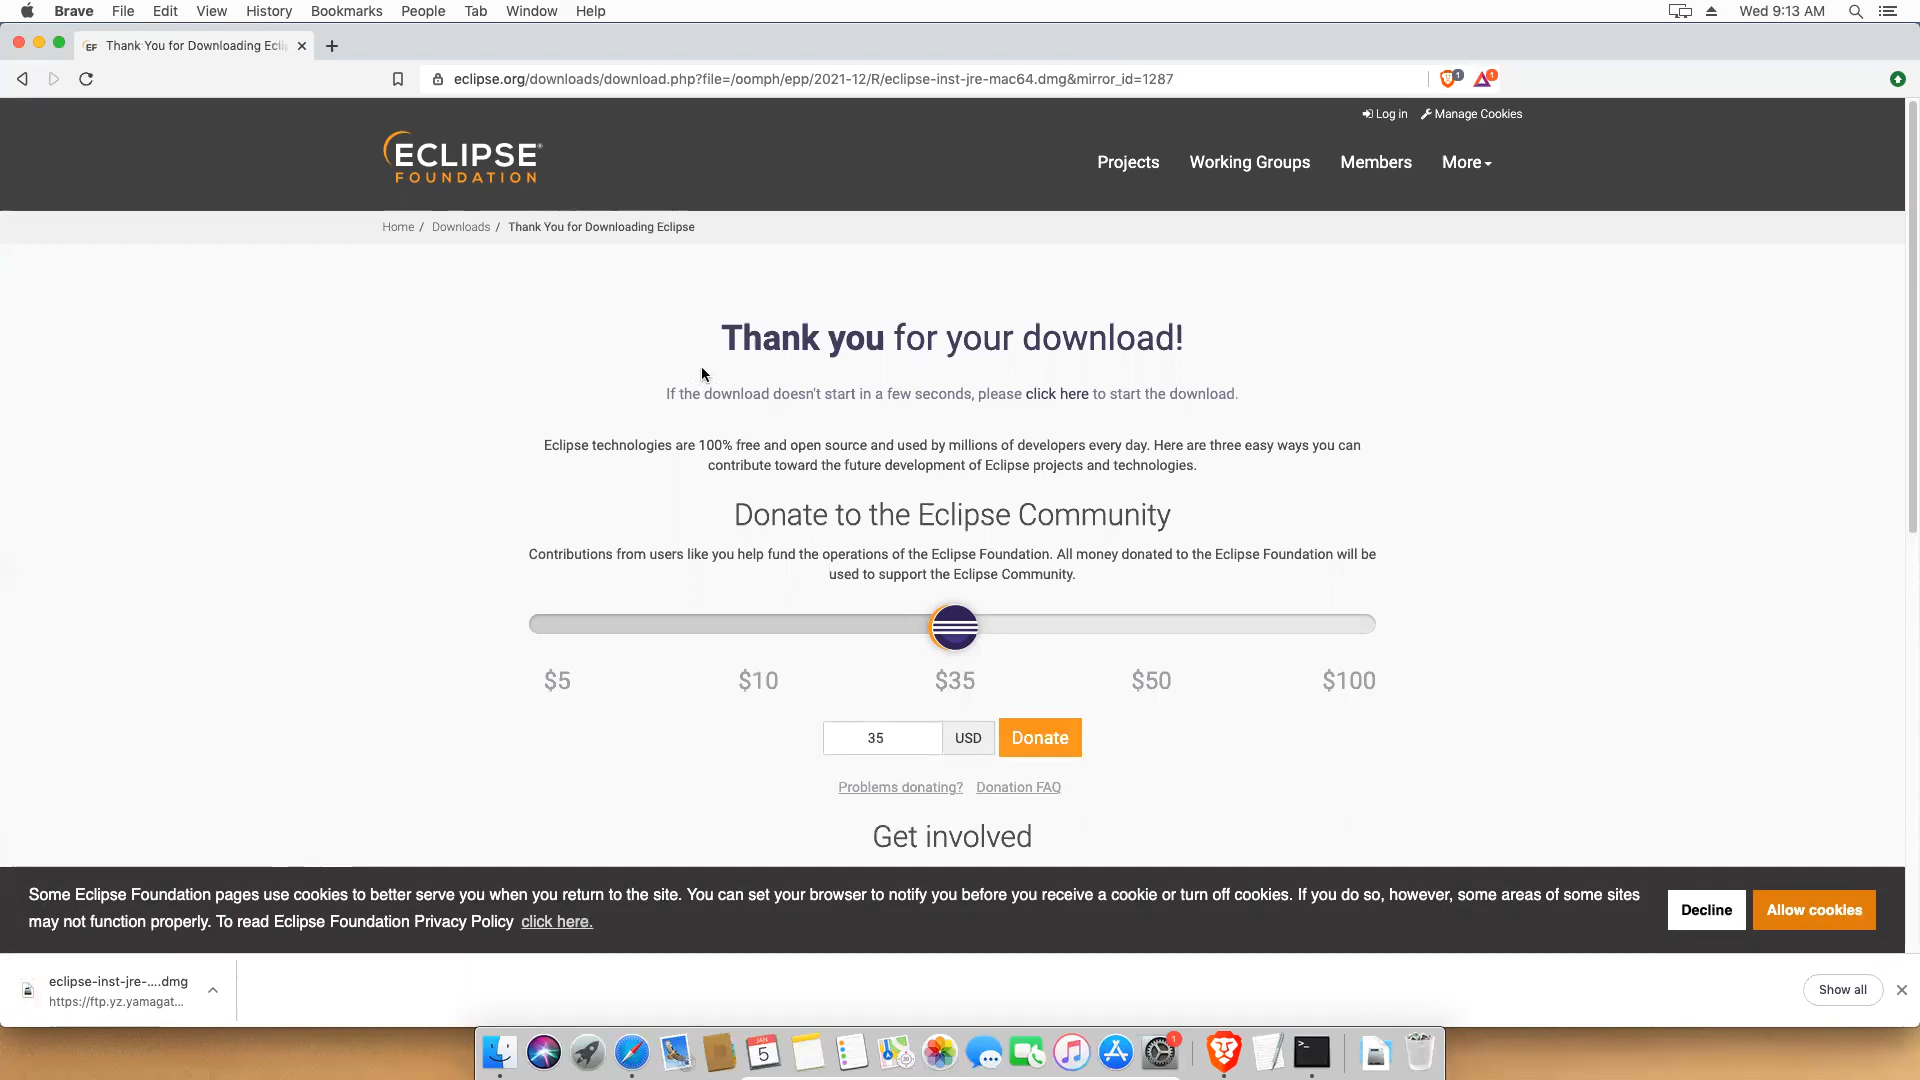 Brave File Edit View History Bookmarks People Tab Window Help Wed 9:13 AM
EF Thank You for Downloading Ecli
eclipse.org/downloads/download.php?file=/oomph/epp/2021-12/R/eclipse-inst-jre-mac64.dmg&mirror_id=1287 1 1
Log in Manage Cookies
ECLIPSE®
FOUNDATION
Projects Working Groups Members More
Home / Downloads / Thank You for Downloading Eclipse
Thank you for your download!
If the download doesn't start in a few seconds, please click here to start the download.
Eclipse technologies are 100% free and open source and used by millions of developers every day. Here are three easy ways you can
contribute toward the future development of Eclipse projects and technologies.
Donate to the Eclipse Community
Contributions from users like you help fund the operations of the Eclipse Foundation. All money donated to the Eclipse Foundation will be
used to support the Eclipse Community.
$5 $10 $35 $50 $100
35 USD Donate
Problems donating? Donation FAQ
Get involved
Some Eclipse Foundation pages use cookies to better serve you when you return to the site. You can set your browser to notify you before you receive a cookie or turn off cookies. If you do so, however, some areas of some sites
may not function properly. To read Eclipse Foundation Privacy Policy click here.
Decline Allow cookies
eclipse-inst-jre-....dmg
https://ftp.yz.yamagat...
Show all
JAN
5
1